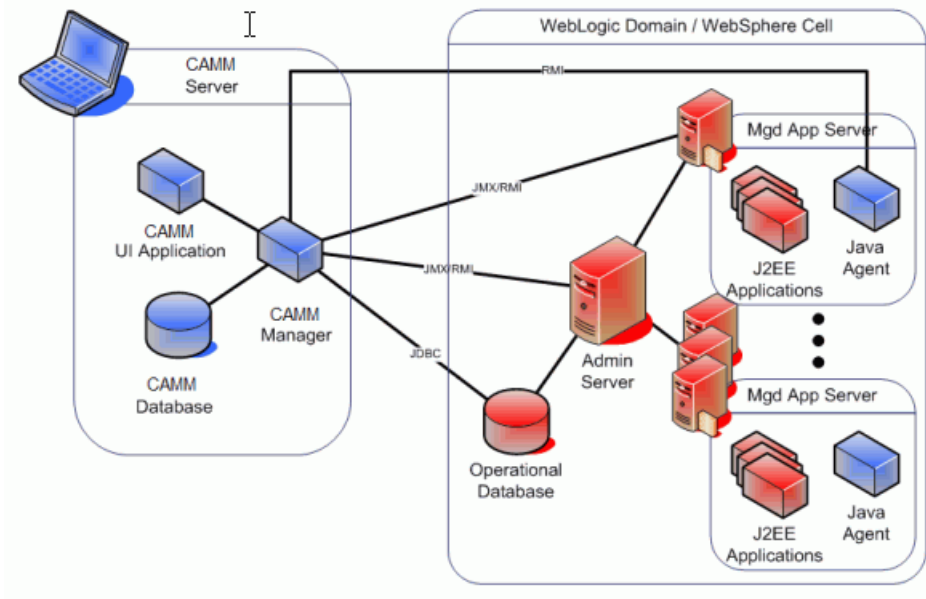 WebLogic Domain / WebSphere Cell
CAMM
Server
RMI
Mgd App Server
JMX/RMI
CAMM
UI Application
Java
Agent
J2EE
Applications
JMX/RMI
CAMM
Manager
JDBC
Admin
Server
CAMM
Database
Mgd App Server
Operational
Database
Java
Agent
J2EE
Applications